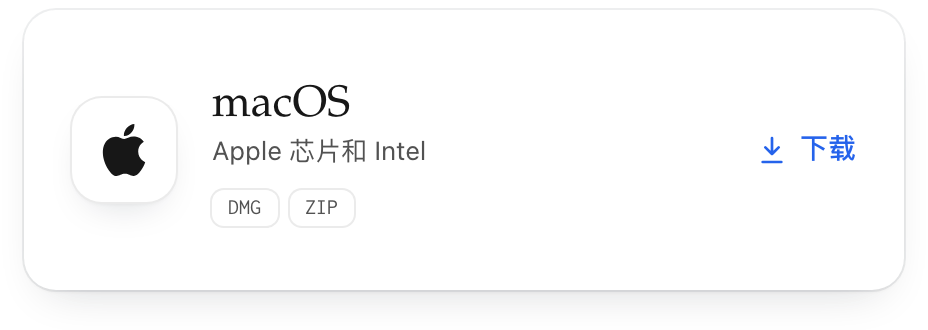 macOS
Apple 芯片和 Intel
下载
DMG
ZIP